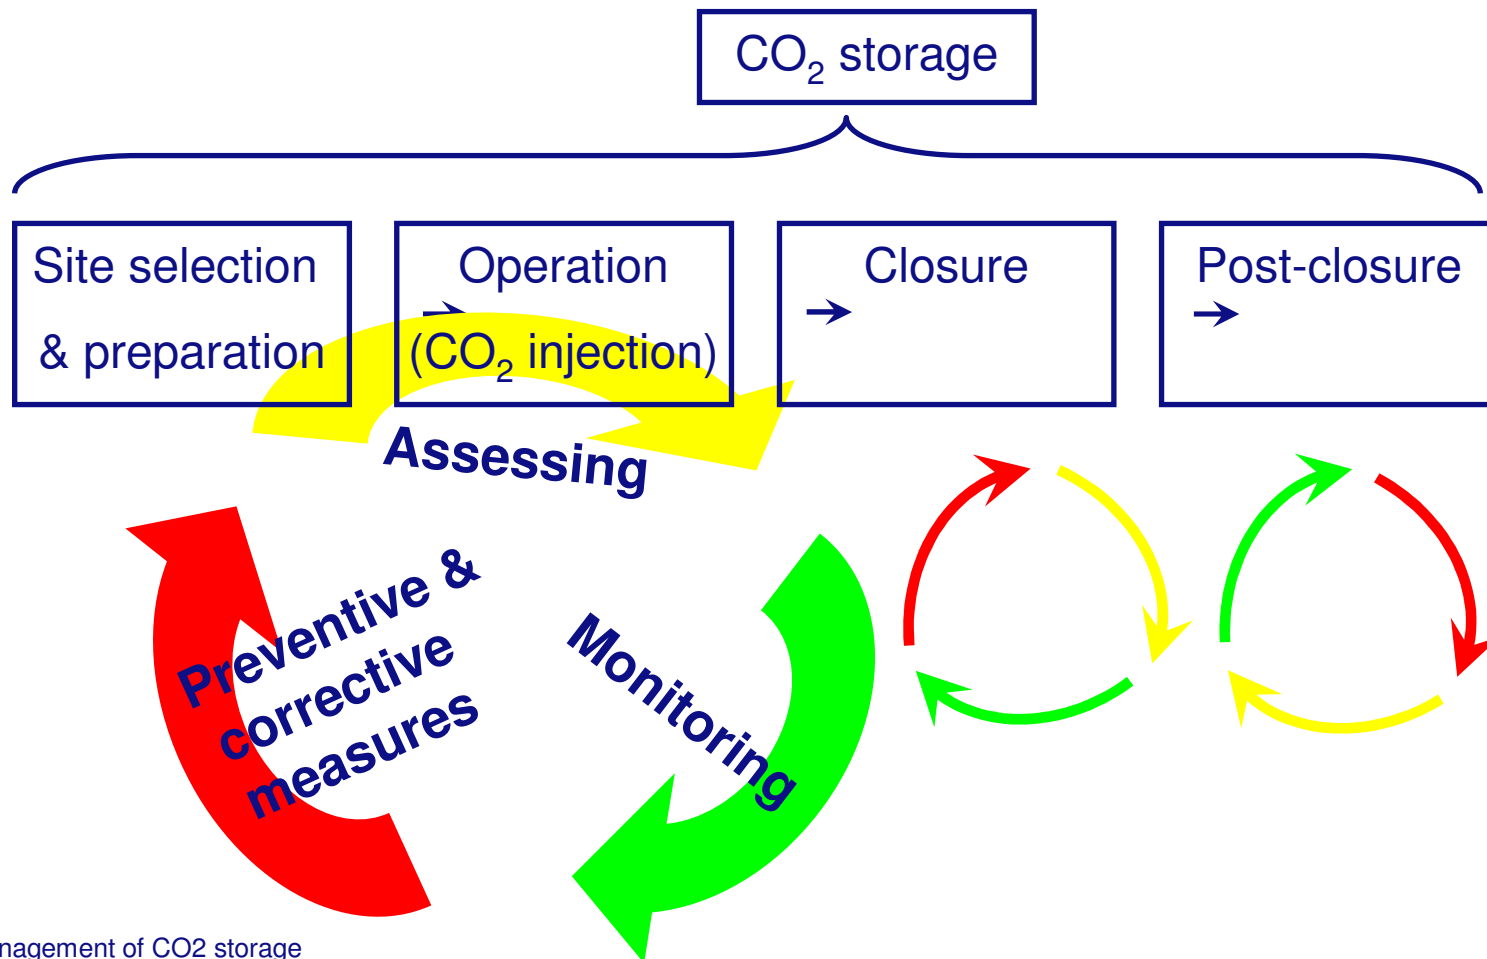 CO₂ storage
Site selection
& preparation
Operation
(CO₂ injection)
Closure
Post-closure
Assessing
Preventive &
corrective
measures
Monitoring
nagement of CO2 storage